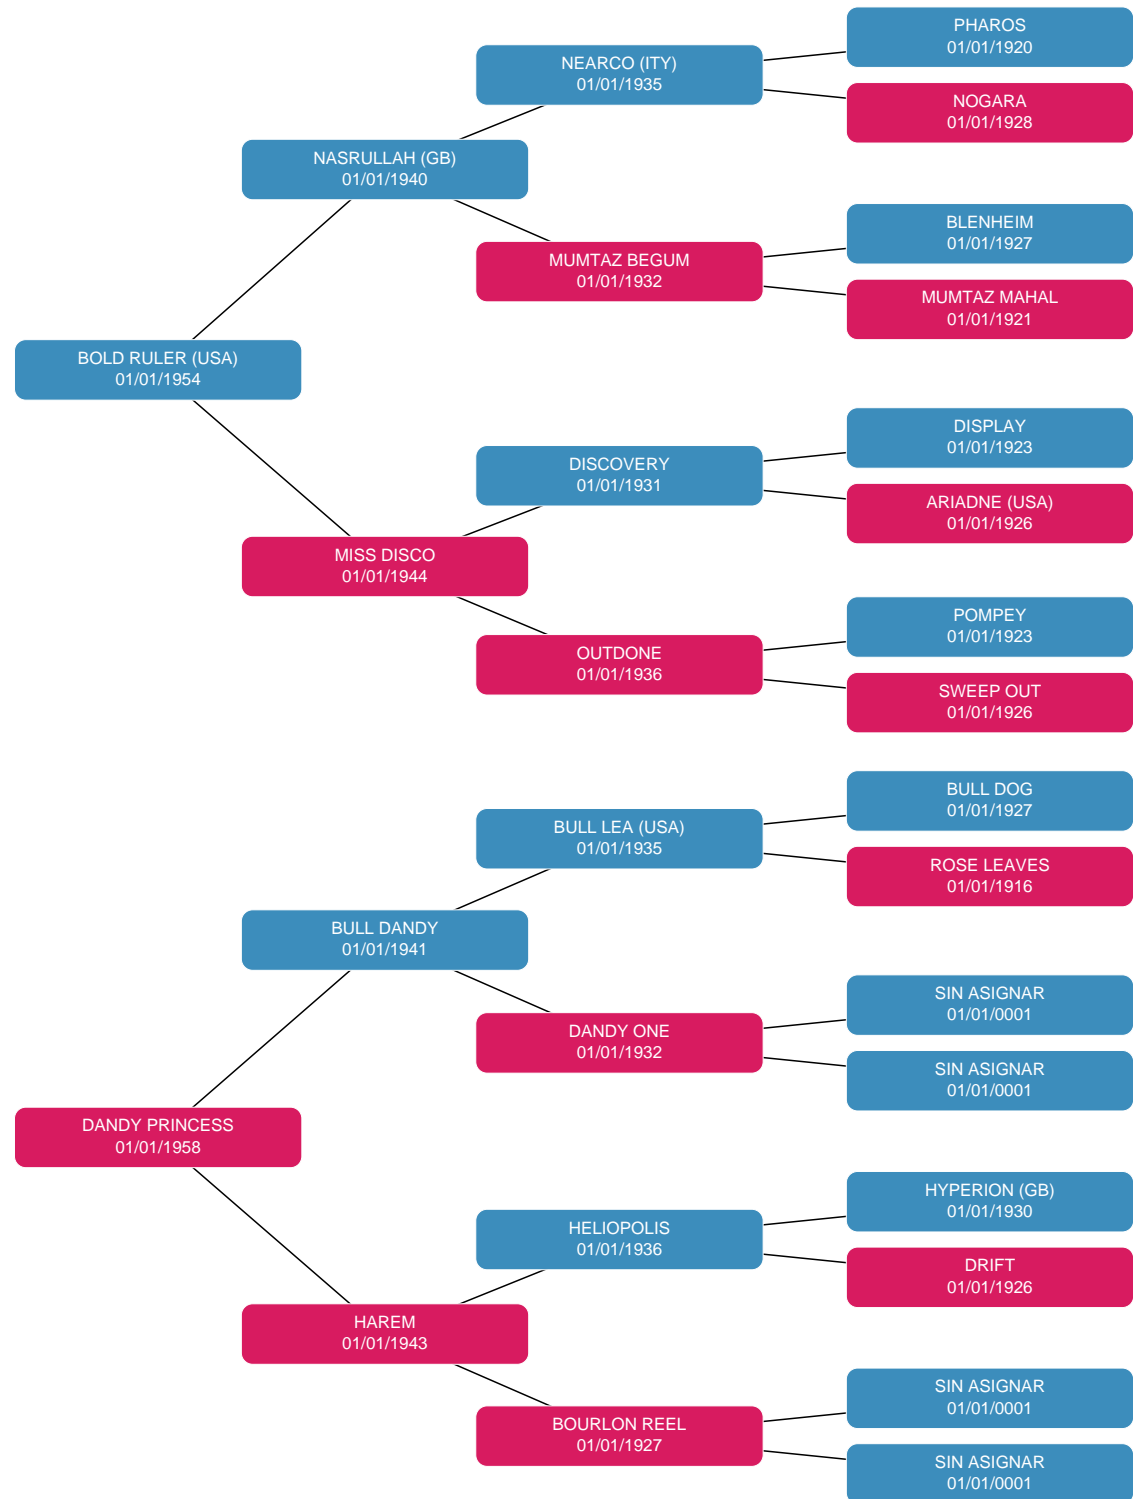 PHAROS
01/01/1920
NEARCO (ITY)
01/01/1935
NOGARA
01/01/1928
NASRULLAH (GB)
01/01/1940
BLENHEIM
01/01/1927
MUMTAZ BEGUM
01/01/1932
MUMTAZ MAHAL
01/01/1921
BOLD RULER (USA)
01/01/1954
DISPLAY
01/01/1923
DISCOVERY
01/01/1931
ARIADNE (USA)
01/01/1926
MISS DISCO
01/01/1944
POMPEY
01/01/1923
OUTDONE
01/01/1936
SWEEP OUT
01/01/1926
BULL DOG
01/01/1927
BULL LEA (USA)
01/01/1935
ROSE LEAVES
01/01/1916
BULL DANDY
01/01/1941
SIN ASIGNAR
01/01/0001
DANDY ONE
01/01/1932
SIN ASIGNAR
01/01/0001
DANDY PRINCESS
01/01/1958
HYPERION (GB)
01/01/1930
HELIOPOLIS
01/01/1936
DRIFT
01/01/1926
HAREM
01/01/1943
SIN ASIGNAR
01/01/0001
BOURLON REEL
01/01/1927
SIN ASIGNAR
01/01/0001